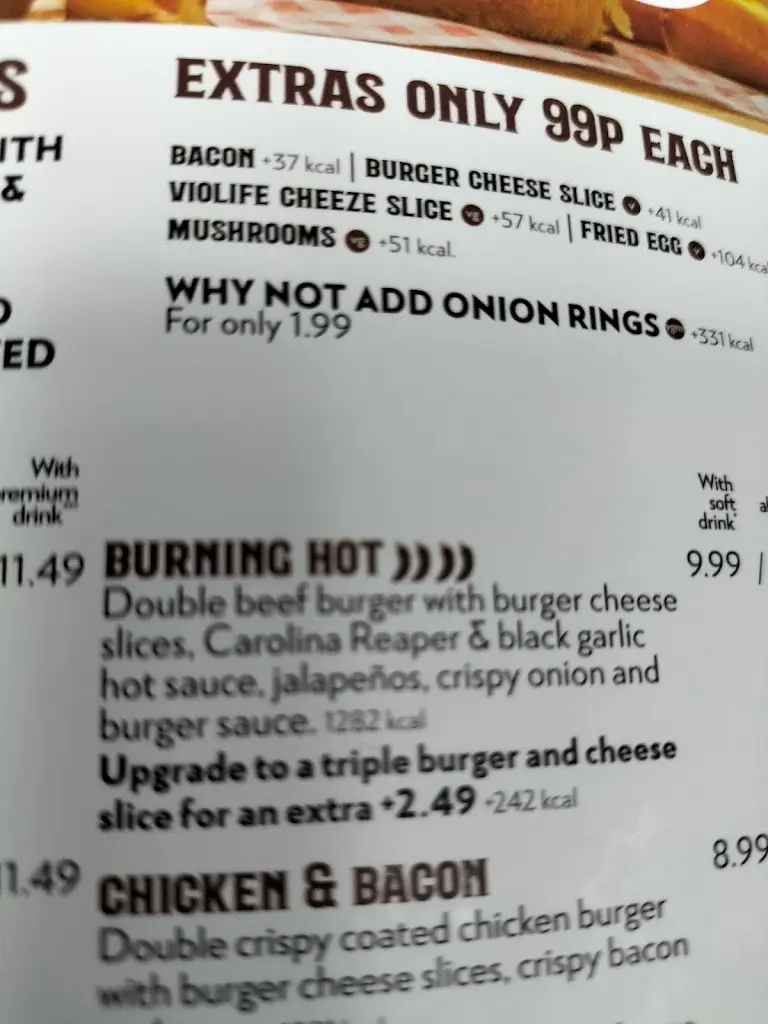 S
EXTRAS ONLY 99P EACH
ITH
&
BACON +37 kcal | BURGER CHEESE SLICE V +41 kcal
VIOLIFE CHEEZE SLICE vg +57 kcal | FRIED EGG V +104 kca
MUSHROOMS vg +51 kcal.
WHY NOT ADD ONION RINGS +331 kcal
For only 1.99
ED
With
premium
drink
With
soft
drink
11.49
BURNING HOT
9.99 |
Double beef burger with burger cheese
slices, Carolina Reaper & black garlic
hot sauce, jalapeños, crispy onion and
burger sauce. 1282 kcal
Upgrade to a triple burger and cheese
slice for an extra +2.49 +242 kcal
11.49
CHICKEN & BACON
8.99
Double crispy coated chicken burger
with burger cheese slices, crispy bacon